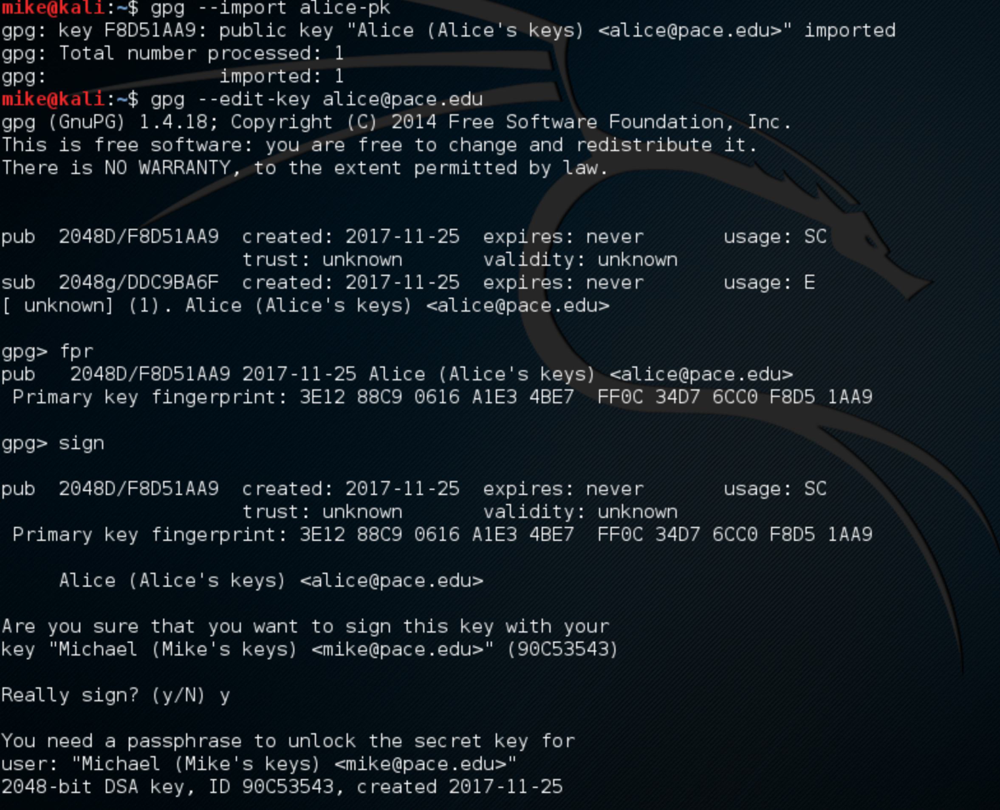 mike@kali:~$ gpg --import alice-pk
gpg: key F8D51AA9: public key "Alice (Alice's keys) <alice@pace.edu>" imported
gpg: Total number processed: 1
gpg:               imported: 1
mike@kali:~$ gpg --edit-key alice@pace.edu
gpg (GnuPG) 1.4.18; Copyright (C) 2014 Free Software Foundation, Inc.
This is free software: you are free to change and redistribute it.
There is NO WARRANTY, to the extent permitted by law.
pub  2048D/F8D51AA9  created: 2017-11-25  expires: never       usage: SC
                     trust: unknown       validity: unknown
sub  2048g/DDC9BA6F  created: 2017-11-25  expires: never       usage: E
[ unknown] (1). Alice (Alice's keys) <alice@pace.edu>
gpg> fpr
pub   2048D/F8D51AA9 2017-11-25 Alice (Alice's keys) <alice@pace.edu>
 Primary key fingerprint: 3E12 88C9 0616 A1E3 4BE7  FF0C 34D7 6CC0 F8D5 1AA9
gpg> sign
pub  2048D/F8D51AA9  created: 2017-11-25  expires: never       usage: SC
                     trust: unknown       validity: unknown
 Primary key fingerprint: 3E12 88C9 0616 A1E3 4BE7  FF0C 34D7 6CC0 F8D5 1AA9
     Alice (Alice's keys) <alice@pace.edu>
Are you sure that you want to sign this key with your
key "Michael (Mike's keys) <mike@pace.edu>" (90C53543)
Really sign? (y/N) y
You need a passphrase to unlock the secret key for
user: "Michael (Mike's keys) <mike@pace.edu>"
2048-bit DSA key, ID 90C53543, created 2017-11-25